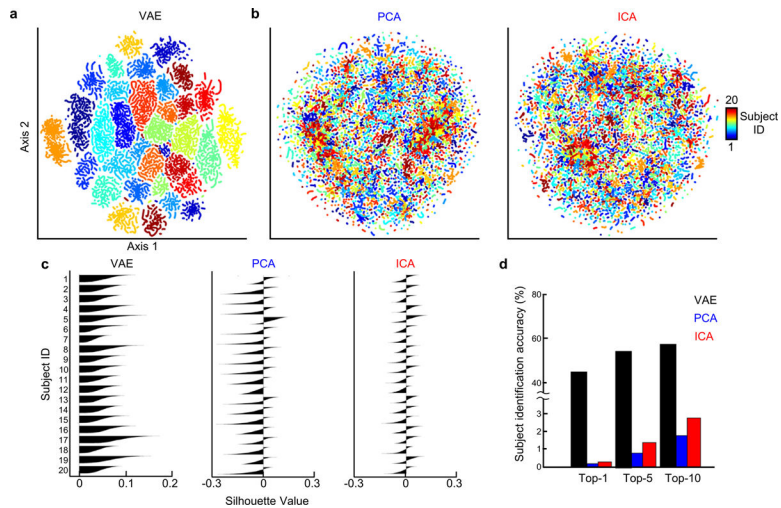 a
VAE
Axis 2
Axis 1
b
PCA
ICA
20
Subject
ID
1
c
VAE
PCA
ICA
Subject ID
1
2
3
4
5
6
7
8
9
10
11
12
13
14
15
16
17
18
19
20
0 0.1 0.2
-0.3 0 0.3
-0.3 0 0.3
Silhouette Value
d
Subject identification accuracy (%)
80
60
40
3
2
1
0
VAE
PCA
ICA
Top-1 Top-5 Top-10